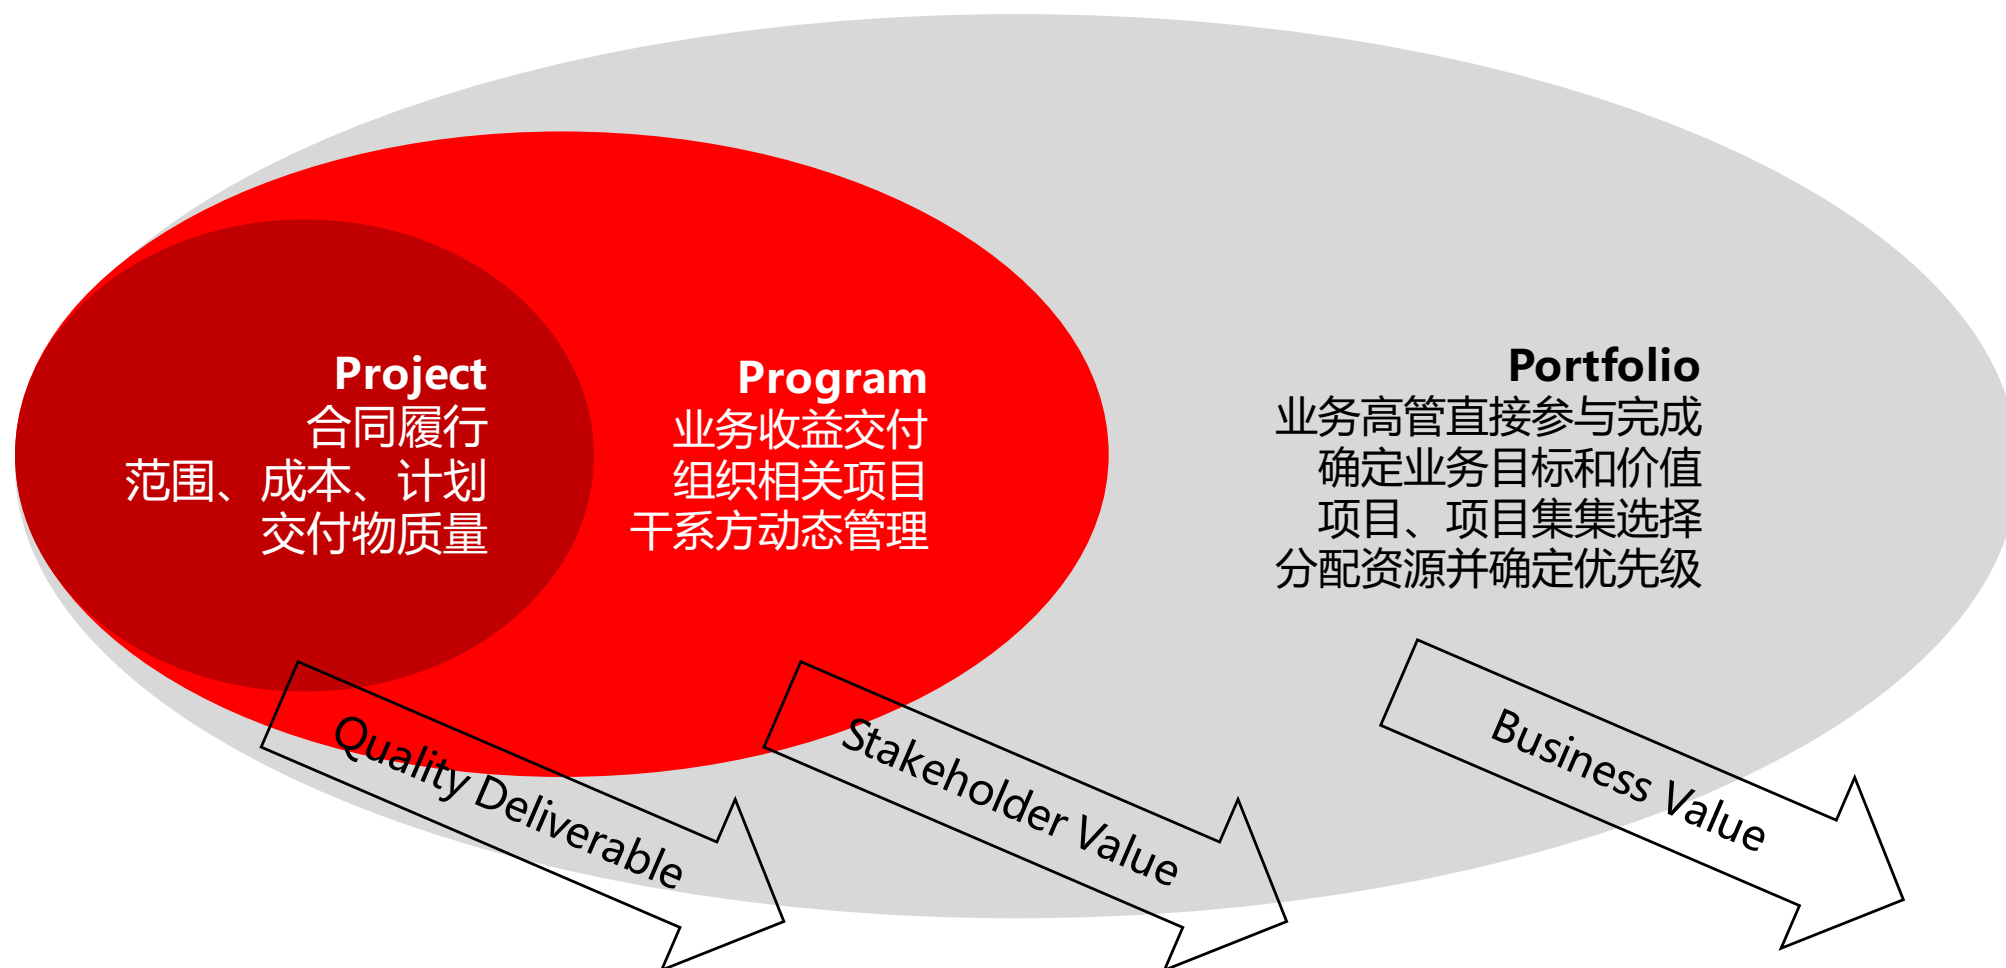 Project
合同履行
范围、成本、计划
交付物质量
Program
业务收益交付
组织相关项目
干系方动态管理
Portfolio
业务高管直接参与完成
确定业务目标和价值
项目、项目集集选择
分配资源并确定优先级
Quality Deliverable
Stakeholder Value
Business Value